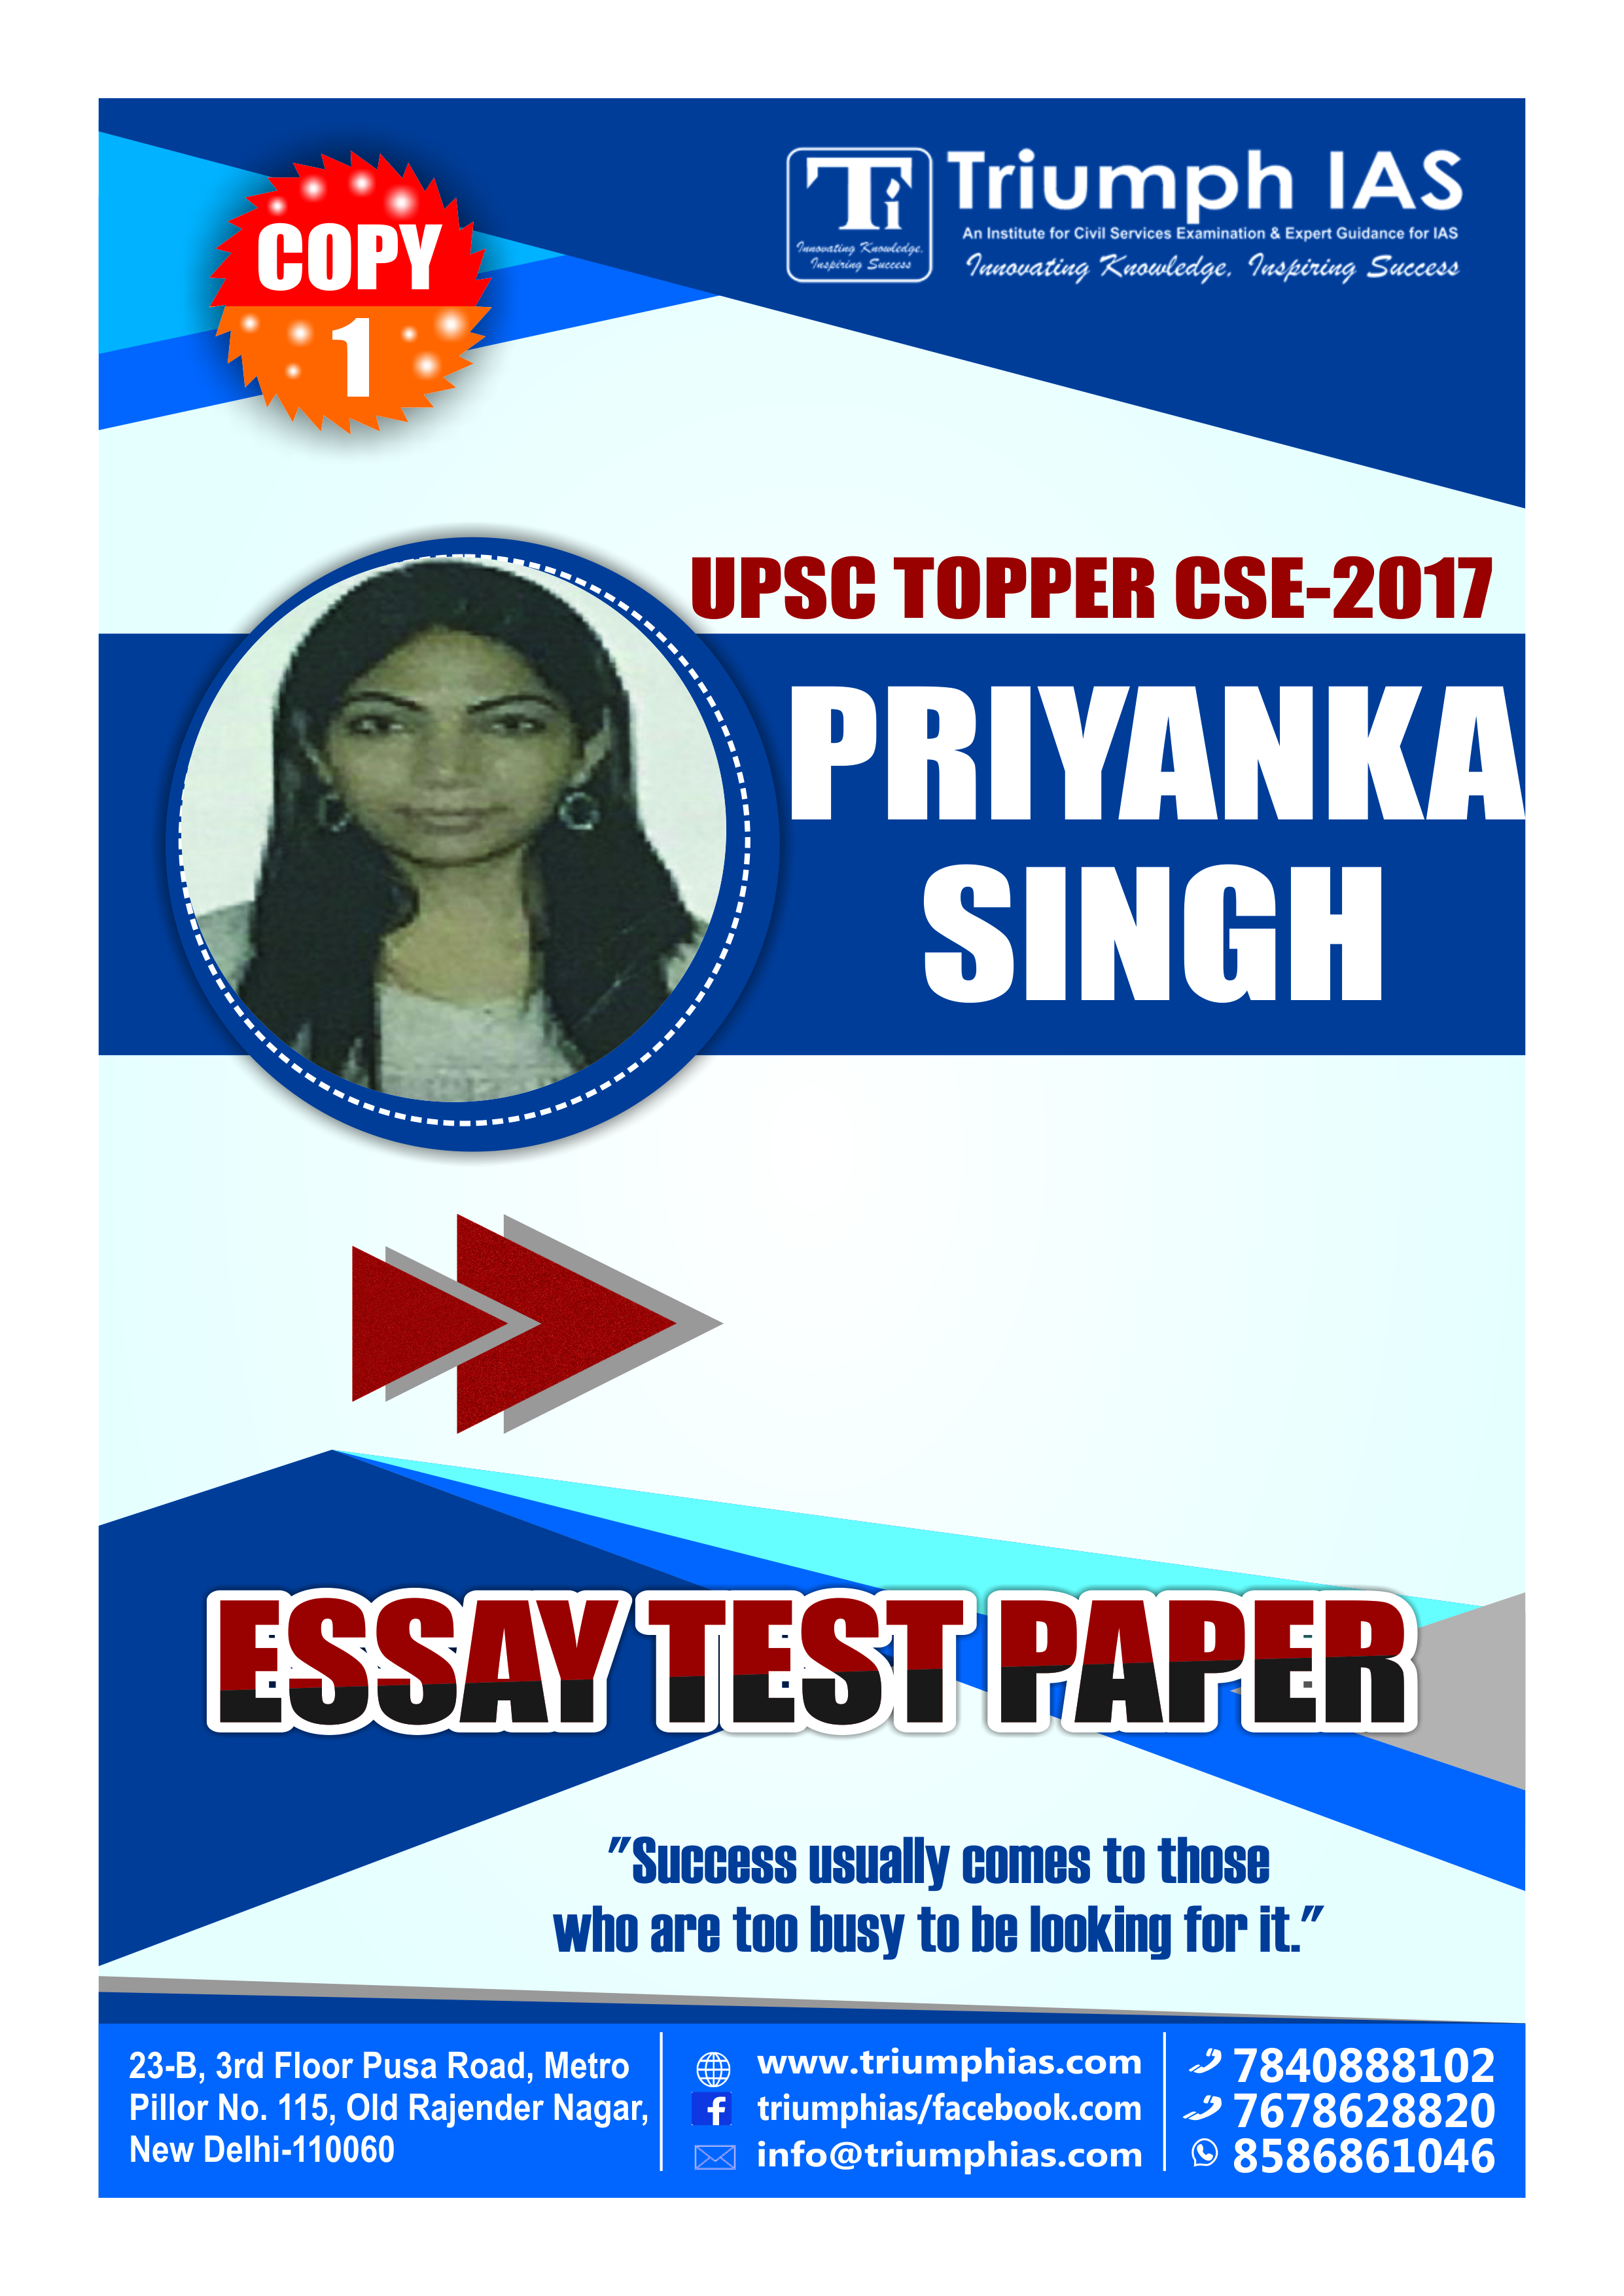 COPY
1
Ti
Innovating Knowledge,
Inspiring Success
Triumph IAS
An Institute for Civil Services Examination & Expert Guidance for IAS
Innovating Knowledge, Inspiring Success
UPSC TOPPER CSE-2017
PRIYANKA
SINGH
ESSAY TEST PAPER
"Success usually comes to those
who are too busy to be looking for it."
23-B, 3rd Floor Pusa Road, Metro
Pillor No. 115, Old Rajender Nagar,
New Delhi-110060
www.triumphias.com
triumphias/facebook.com
info@triumphias.com
7840888102
7678628820
8586861046